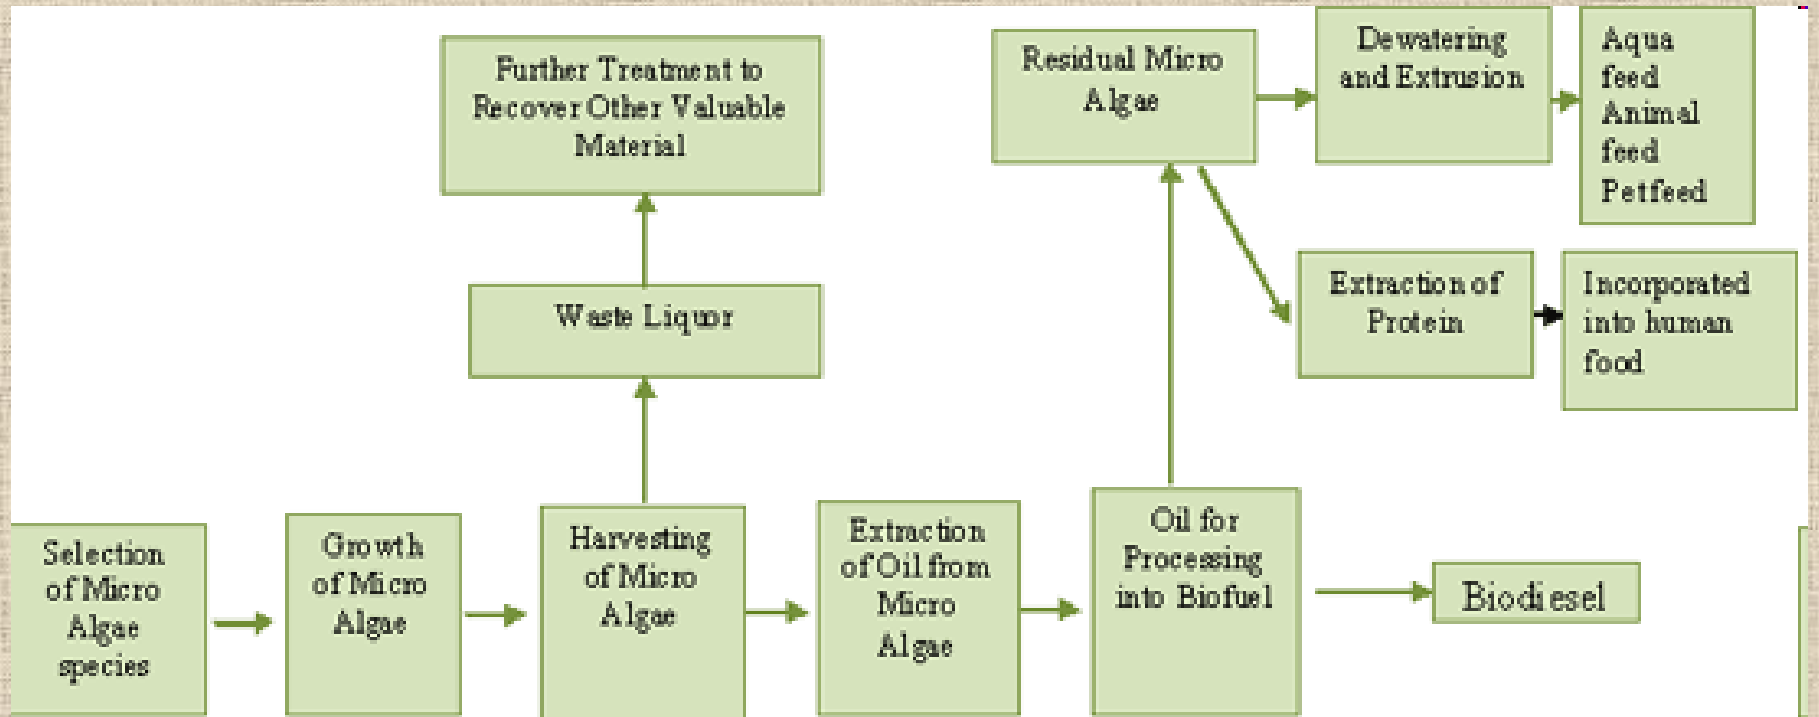 Further Treatment to
Recover Other Valuable
Material
Waste Liquor
Residual Micro
Algae
Dewatering
and Extrusion
Aqua
feed
Animal
feed
Petfeed
Extraction of
Protein
Incorporated
into human
food
Selection
of Micro
Algae
species
Growth
of Micro
Algae
Harvesting
of Micro
Algae
Extraction
of Oil from
Micro
Algae
Oil for
Processing
into Biofuel
Biodiesel